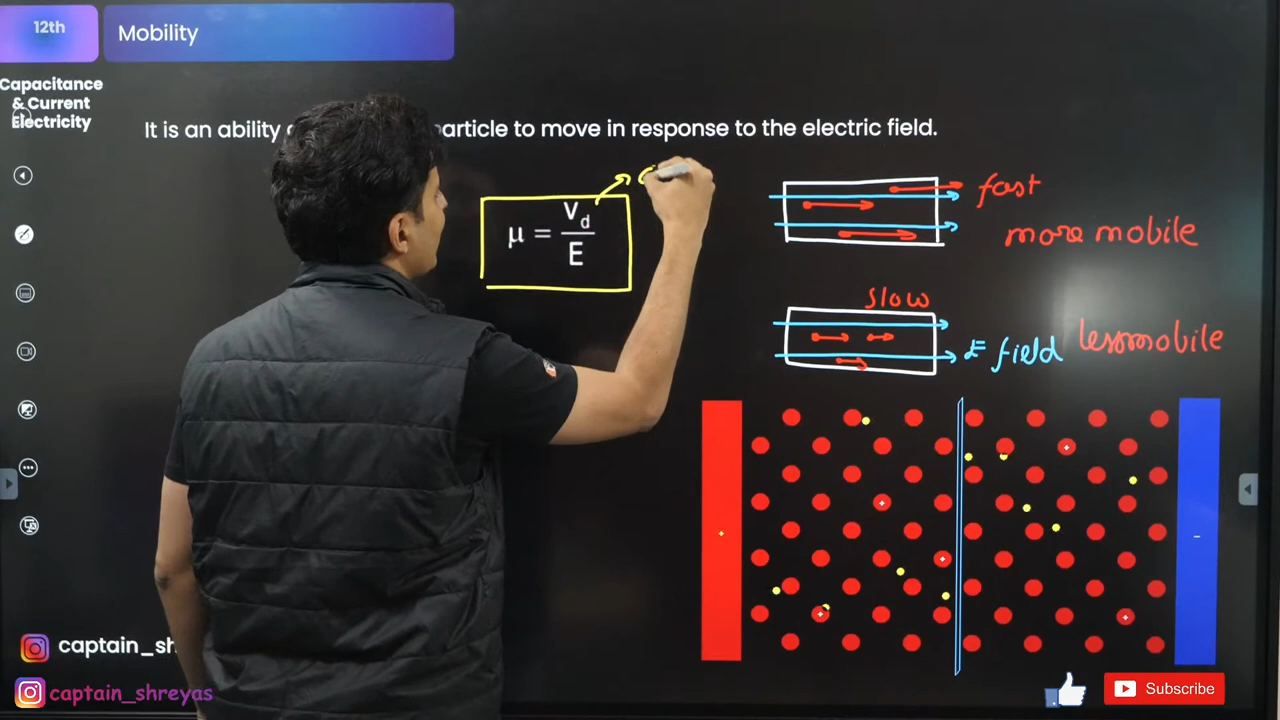 12th
Mobility
Capacitance
& Current
Electricity
It is an ability particle to move in response to the electric field.
μ = v_d / E
fast
more mobile
slow
E field
less mobile
captain_sh
captain_shreyas
Subscribe